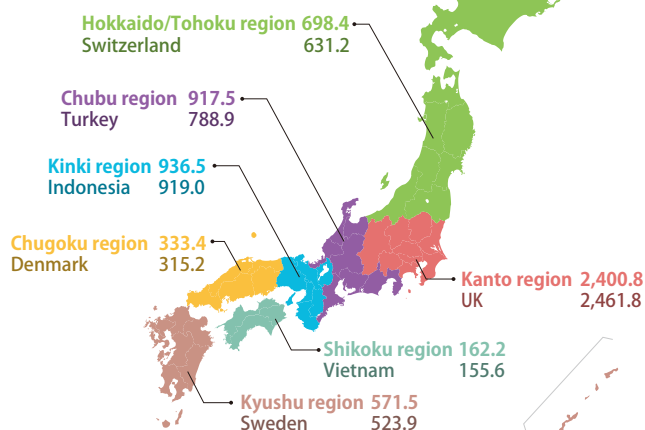 Hokkaido/Tohoku region 698.4
Switzerland 631.2
Chubu region 917.5
Turkey 788.9
Kinki region 936.5
Indonesia 919.0
Chugoku region 333.4
Denmark 315.2
Kanto region 2,400.8
UK 2,461.8
Shikoku region 162.2
Vietnam 155.6
Kyushu region 571.5
Sweden 523.9